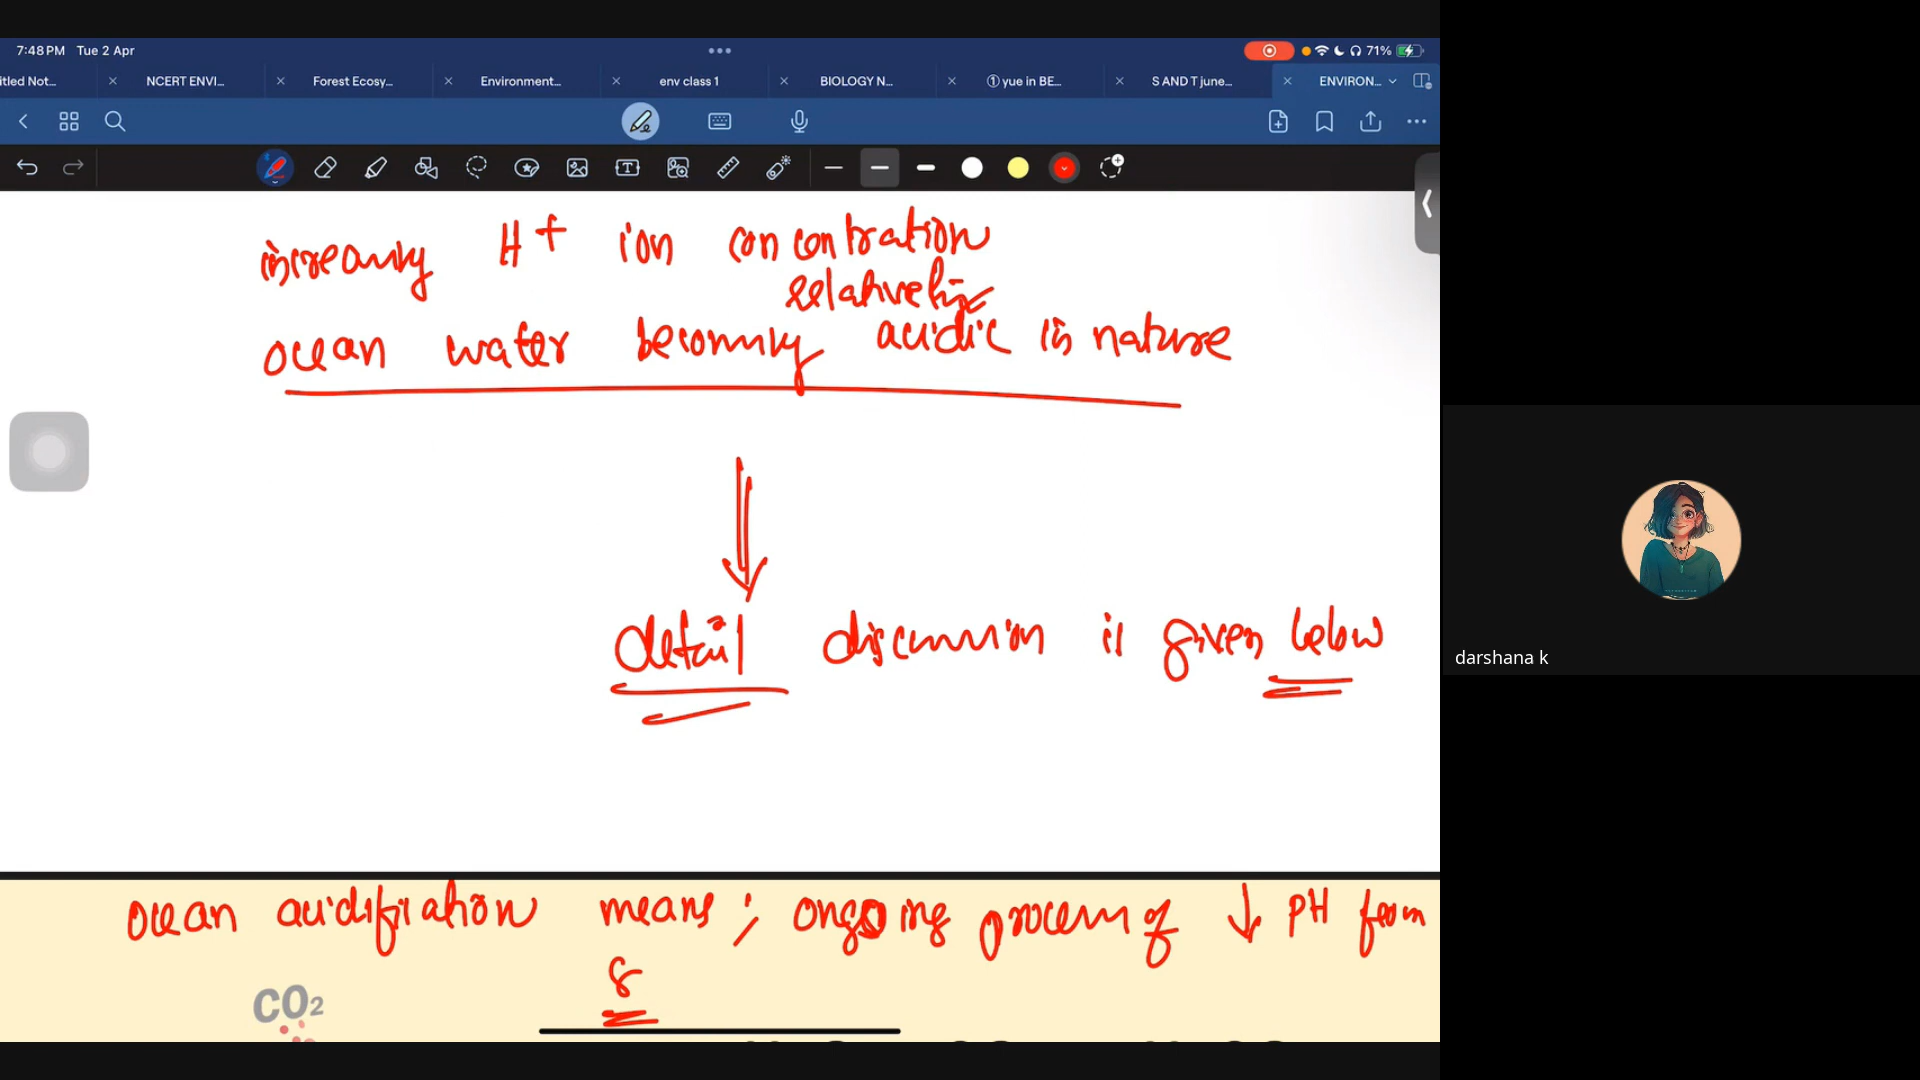 7:48 PM Tue 2 Apr
71%
itled Not... NCERT ENVI... Forest Ecosy... Environment... env class 1 BIOLOGY N... ① yue in BE... S AND T june... ENVIRON...
increasing H+ ion concentration
relatively
ocean water becoming acidic in nature
detail discussion is given below
darshana k
ocean acidification means; ongoing process of ↓ PH from
8
CO₂